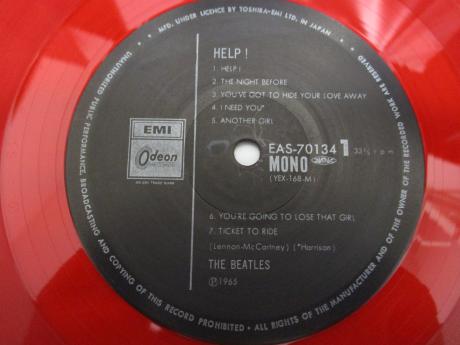 MFD. UNDER LICENCE BY TOSHIBA-EMI LTD. IN JAPAN
HELP !
1. HELP !
2. THE NIGHT BEFORE
3. YOU'VE GOT TO HIDE YOUR LOVE AWAY
4. I NEED YOU*
5. ANOTHER GIRL
EMI
Odeon
EAS-70134 1 33⅓ r.p.m.
MONO
(YEX-168-M)
6. YOU'RE GOING TO LOSE THAT GIRL
7. TICKET TO RIDE
(Lennon-McCartney) (*Harrison)
THE BEATLES
Ⓟ1965
UNAUTHORIZED PUBLIC PERFORMANCE, BROADCASTING AND COPYING OF THIS RECORD PROHIBITED • ALL RIGHTS OF THE MANUFACTURER AND OF THE OWNER OF THE RECORDED WORK ARE RESERVED •